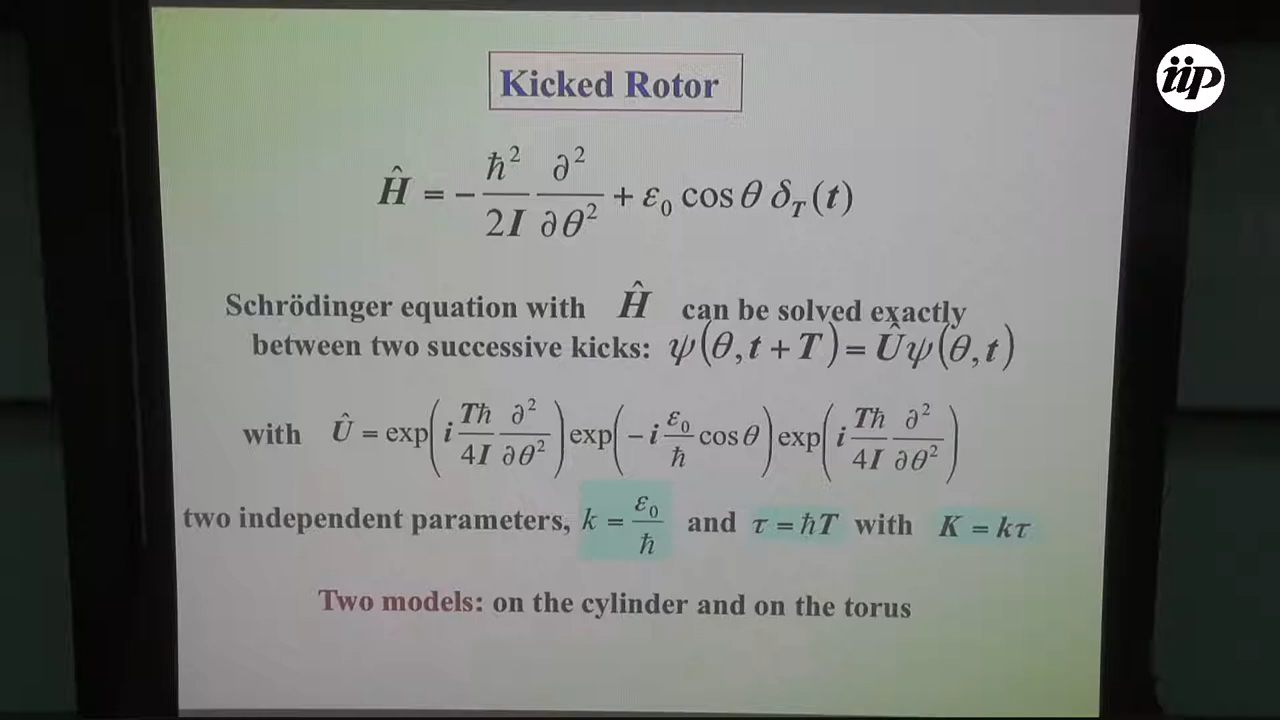 iip
Kicked Rotor
Ĥ = −ℏ²/2I ∂²/∂θ² + ε₀ cos θ δ_T(t)
Schrödinger equation with Ĥ can be solved exactly
between two successive kicks: ψ(θ, t + T) = Ûψ(θ, t)
with Û = exp(i Tℏ/4I ∂²/∂θ²) exp(−i ε₀/ℏ cos θ) exp(i Tℏ/4I ∂²/∂θ²)
two independent parameters, k = ε₀/ℏ and τ = ℏT with K = kτ
Two models: on the cylinder and on the torus